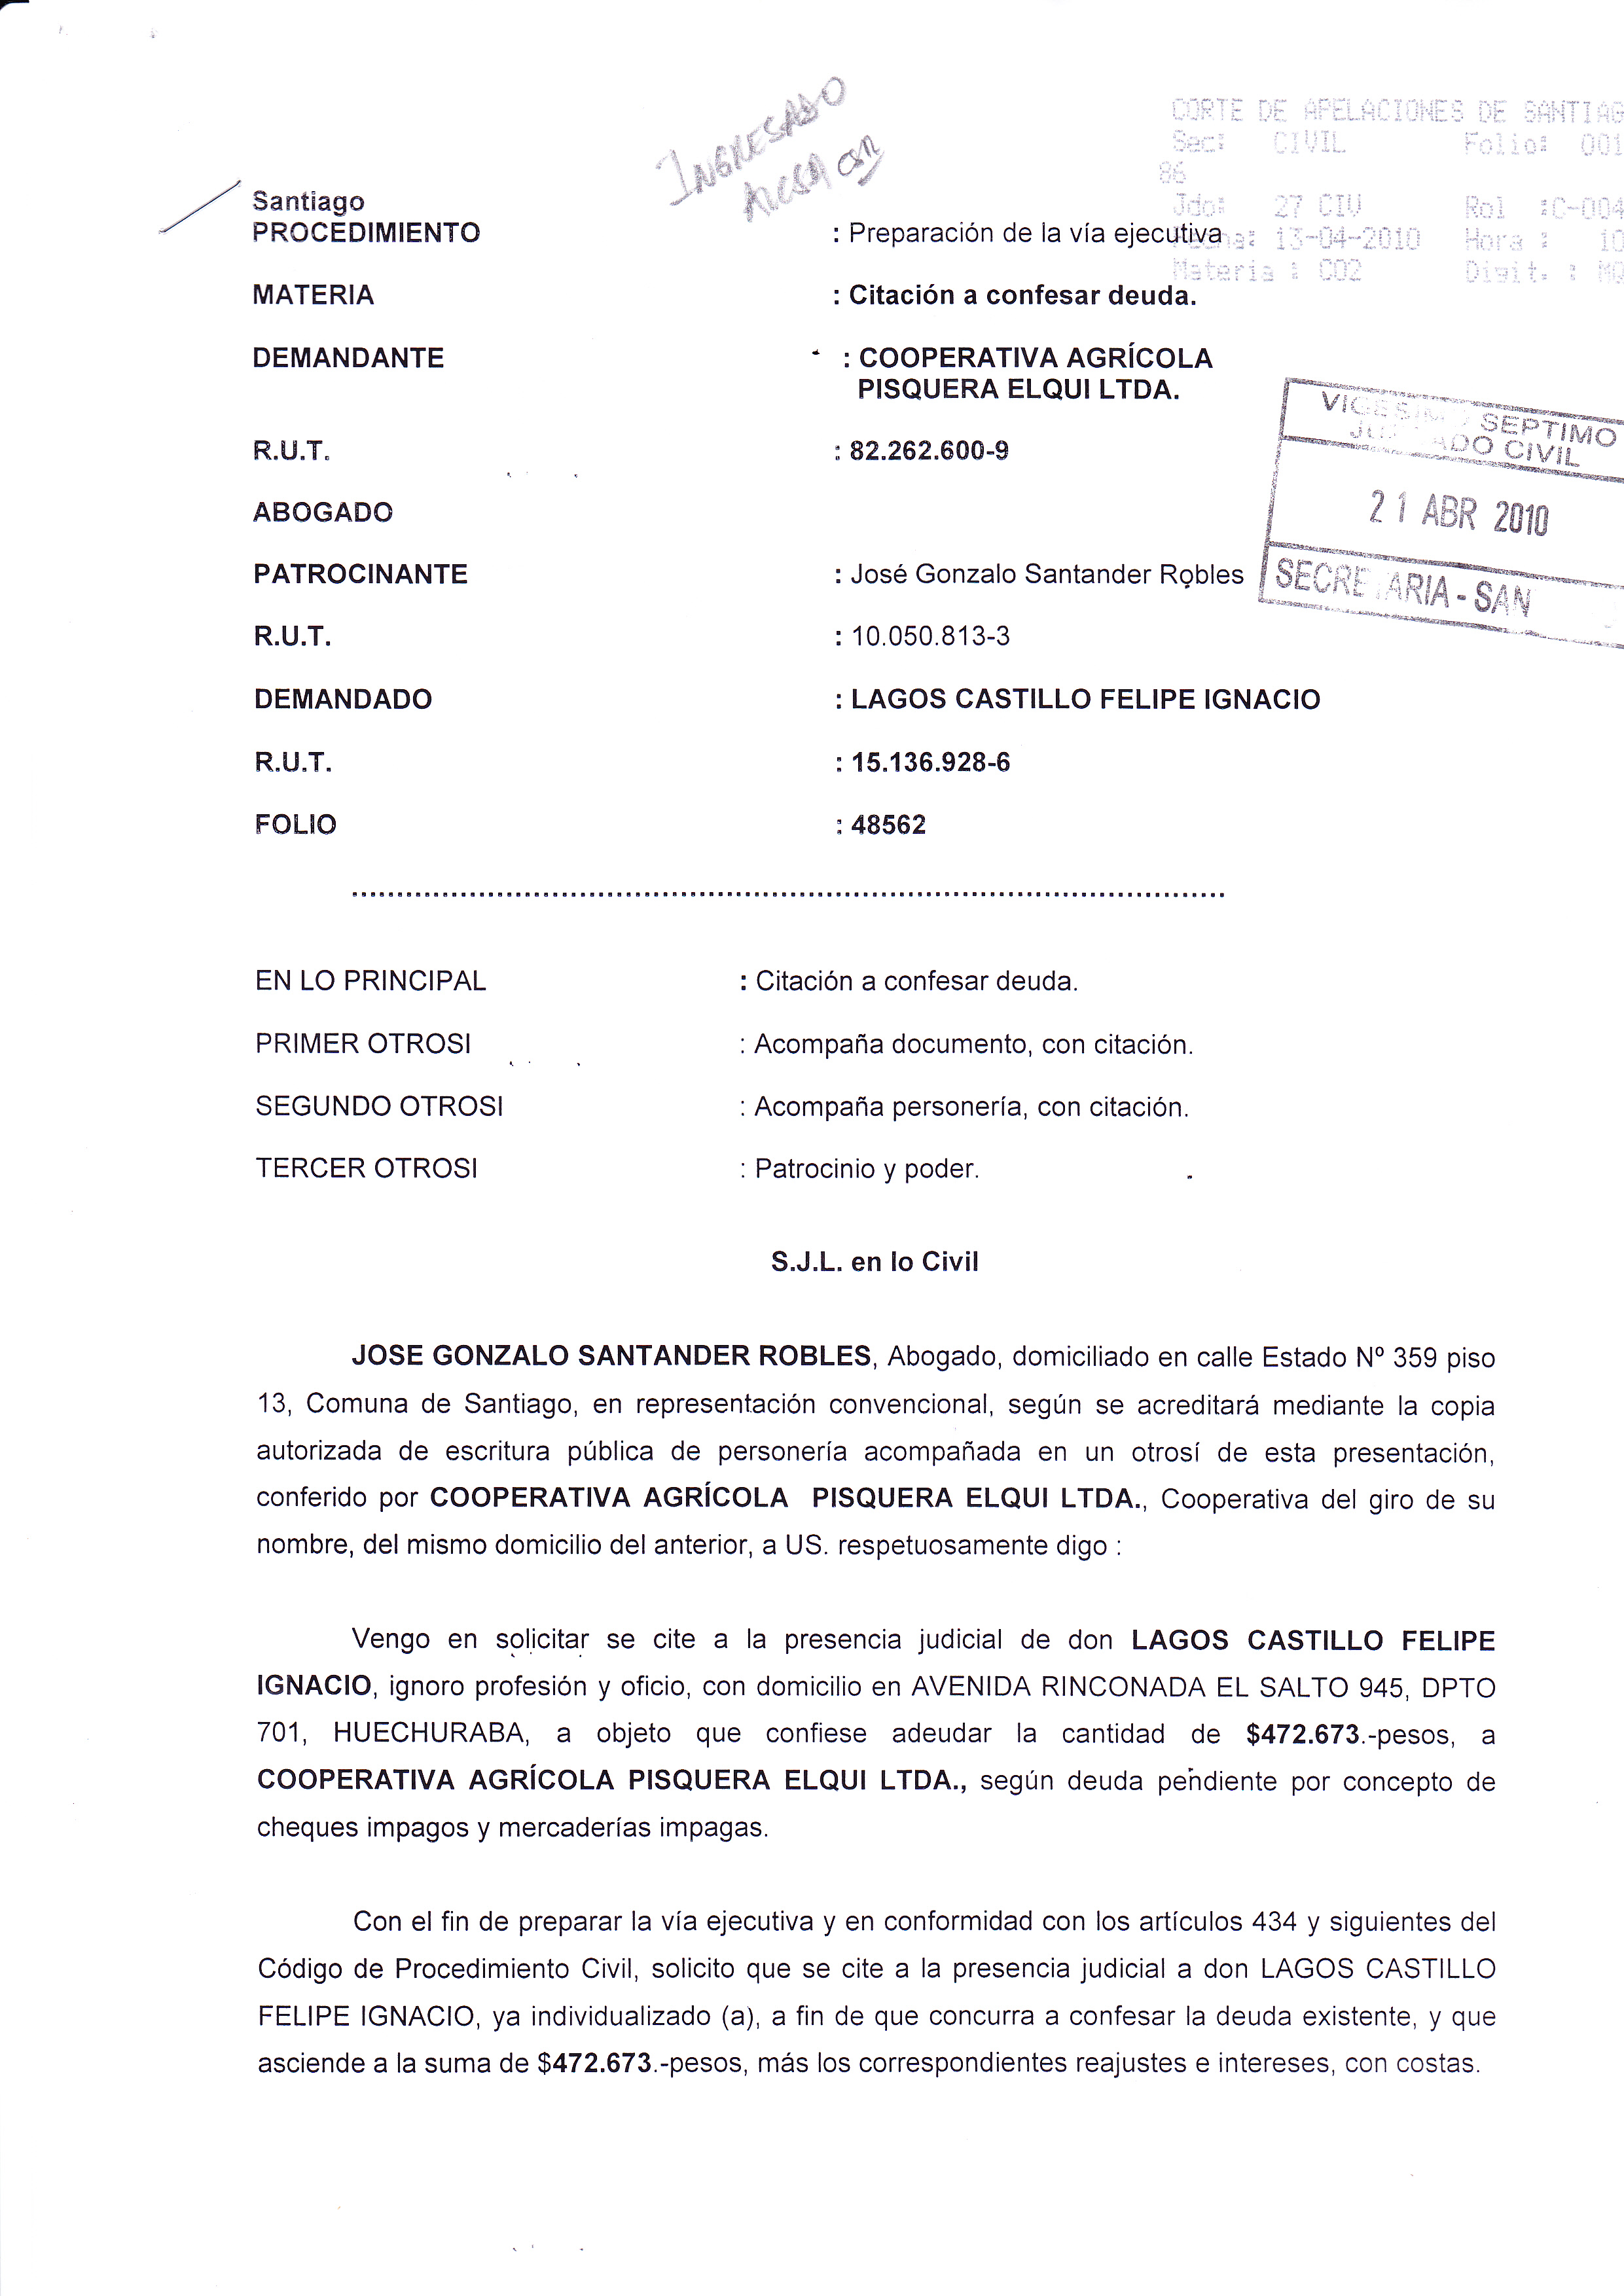 INGRESADO
CORTE DE APELACIONES DE SANTIAG
Sec: CIVIL Folio: 001
86
Jdo: 27 CIV Rol :C-004
: 13-04-2010 Hora : 10
Materia : C02 Digit. : MQ
Santiago
PROCEDIMIENTO : Preparación de la vía ejecutiva
MATERIA : Citación a confesar deuda.
DEMANDANTE : COOPERATIVA AGRÍCOLA
PISQUERA ELQUI LTDA.
R.U.T. : 82.262.600-9
ABOGADO
PATROCINANTE : José Gonzalo Santander Robles
R.U.T. : 10.050.813-3
DEMANDADO : LAGOS CASTILLO FELIPE IGNACIO
R.U.T. : 15.136.928-6
FOLIO : 48562
VIGESIMO SEPTIMO
JUZGADO CIVIL
21 ABR 2010
SECRETARIA - SAN
EN LO PRINCIPAL : Citación a confesar deuda.
PRIMER OTROSI : Acompaña documento, con citación.
SEGUNDO OTROSI : Acompaña personería, con citación.
TERCER OTROSI : Patrocinio y poder.
S.J.L. en lo Civil
JOSE GONZALO SANTANDER ROBLES, Abogado, domiciliado en calle Estado Nº 359 piso
13, Comuna de Santiago, en representación convencional, según se acreditará mediante la copia
autorizada de escritura pública de personería acompañada en un otrosí de esta presentación,
conferido por COOPERATIVA AGRÍCOLA PISQUERA ELQUI LTDA., Cooperativa del giro de su
nombre, del mismo domicilio del anterior, a US. respetuosamente digo :
Vengo en solicitar se cite a la presencia judicial de don LAGOS CASTILLO FELIPE
IGNACIO, ignoro profesión y oficio, con domicilio en AVENIDA RINCONADA EL SALTO 945, DPTO
701, HUECHURABA, a objeto que confiese adeudar la cantidad de $472.673.-pesos, a
COOPERATIVA AGRÍCOLA PISQUERA ELQUI LTDA., según deuda pendiente por concepto de
cheques impagos y mercaderías impagas.
Con el fin de preparar la vía ejecutiva y en conformidad con los artículos 434 y siguientes del
Código de Procedimiento Civil, solicito que se cite a la presencia judicial a don LAGOS CASTILLO
FELIPE IGNACIO, ya individualizado (a), a fin de que concurra a confesar la deuda existente, y que
asciende a la suma de $472.673.-pesos, más los correspondientes reajustes e intereses, con costas.